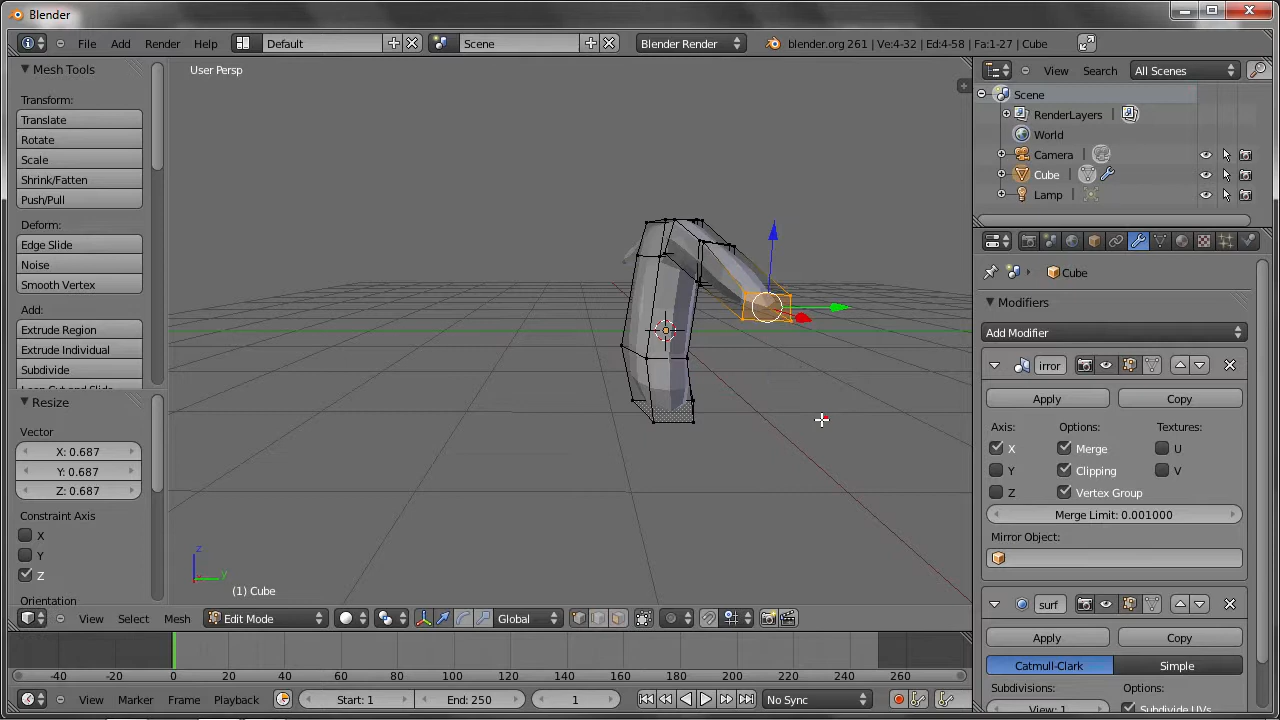 Blender
File Add Render Help Default Scene Blender Render blender.org 261 | Ve:4-32 | Ed:4-58 | Fa:1-27 | Cube
Mesh Tools
Transform:
Translate
Rotate
Scale
Shrink/Fatten
Push/Pull
Deform:
Edge Slide
Noise
Smooth Vertex
Add:
Extrude Region
Extrude Individual
Subdivide
Resize
Vector
X: 0.687
Y: 0.687
Z: 0.687
Constraint Axis
X
Y
Z
Orientation
User Persp
z
y
(1) Cube
View Select Mesh Edit Mode Global
-40 -20 0 20 40 60 80 100 120 140 160 180 200 220 240 260
View Marker Frame Playback Start: 1 End: 250 1 No Sync
View Search All Scenes
Scene
RenderLayers
World
Camera
Cube
Lamp
Cube
Modifiers
Add Modifier
irror
Apply Copy
Axis: Options: Textures:
X Merge U
Y Clipping V
Z Vertex Group
Merge Limit: 0.001000
Mirror Object:
surf
Apply Copy
Catmull-Clark Simple
Subdivisions: Options:
View: 1 Subdivide UVs